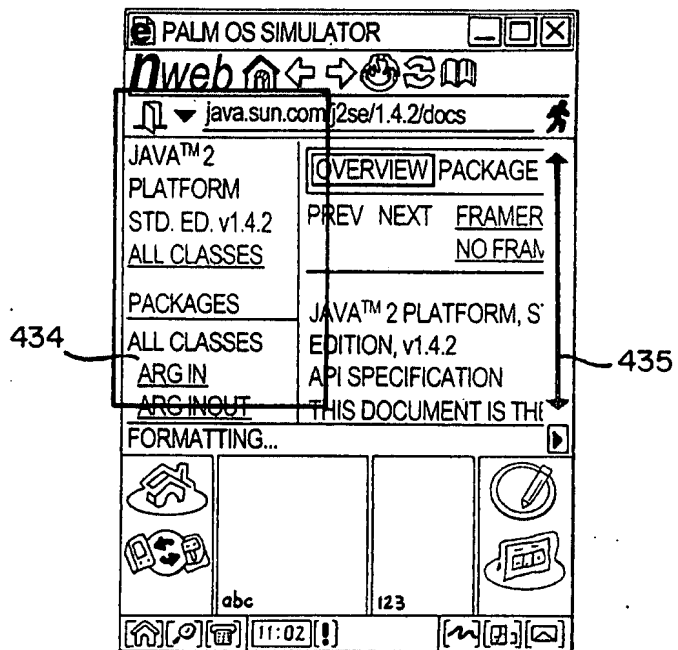 PALM OS SIMULATOR
nweb
java.sun.com/j2se/1.4.2/docs
JAVA™ 2
PLATFORM
STD. ED. v1.4.2
ALL CLASSES
PACKAGES
ALL CLASSES
ARG IN
ARG INOUT
OVERVIEW PACKAGE
PREV NEXT FRAMER
NO FRAM
JAVA™ 2 PLATFORM, S
EDITION, v1.4.2
API SPECIFICATION
THIS DOCUMENT IS THE
434
435
FORMATTING...
abc
123
11:02
!